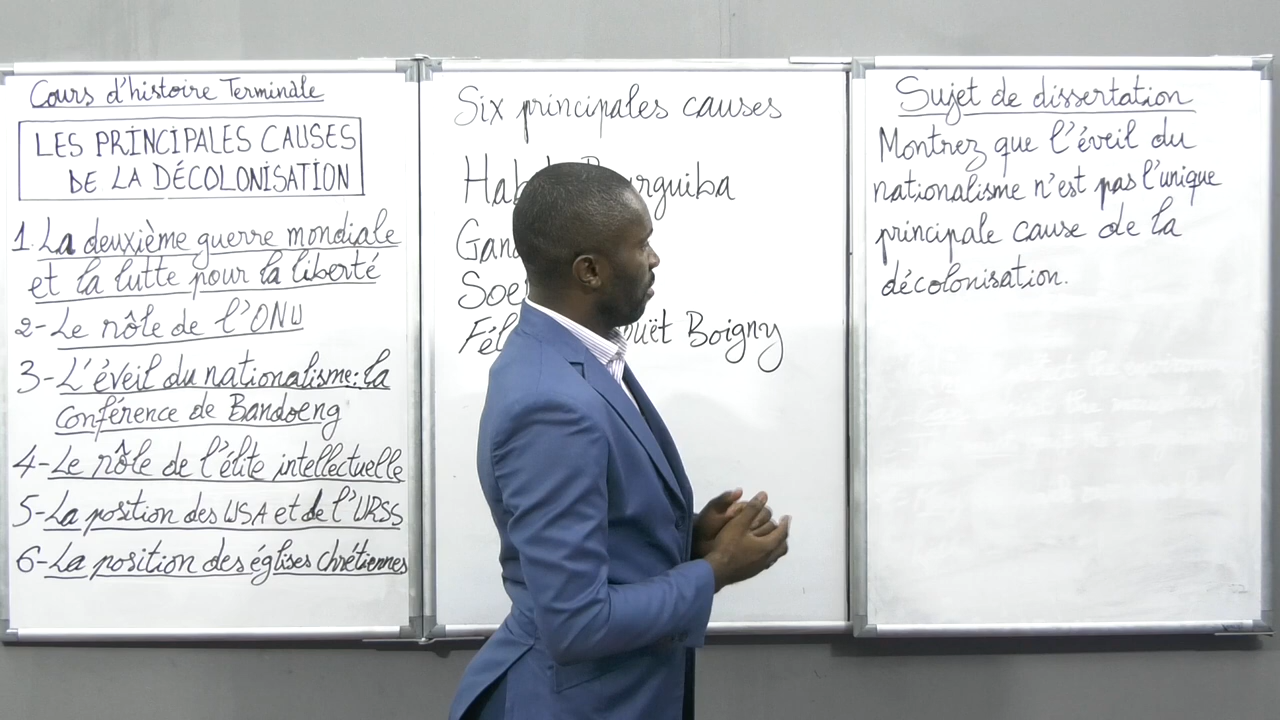 Cours d'histoire Terminale
LES PRINCIPALES CAUSES
DE LA DÉCOLONISATION
1. La deuxième guerre mondiale
et la lutte pour la liberté
2- Le rôle de l'ONU
3- L'éveil du nationalisme: la
conférence de Bandoeng
4- Le rôle de l'élite intellectuelle
5- La position des USA et de l'URSS
6- La position des églises chrétiennes
Six principales causes
Boigny
Sujet de dissertation
Montrez que l'éveil du
nationalisme n'est pas l'unique
principale cause de la
décolonisation.